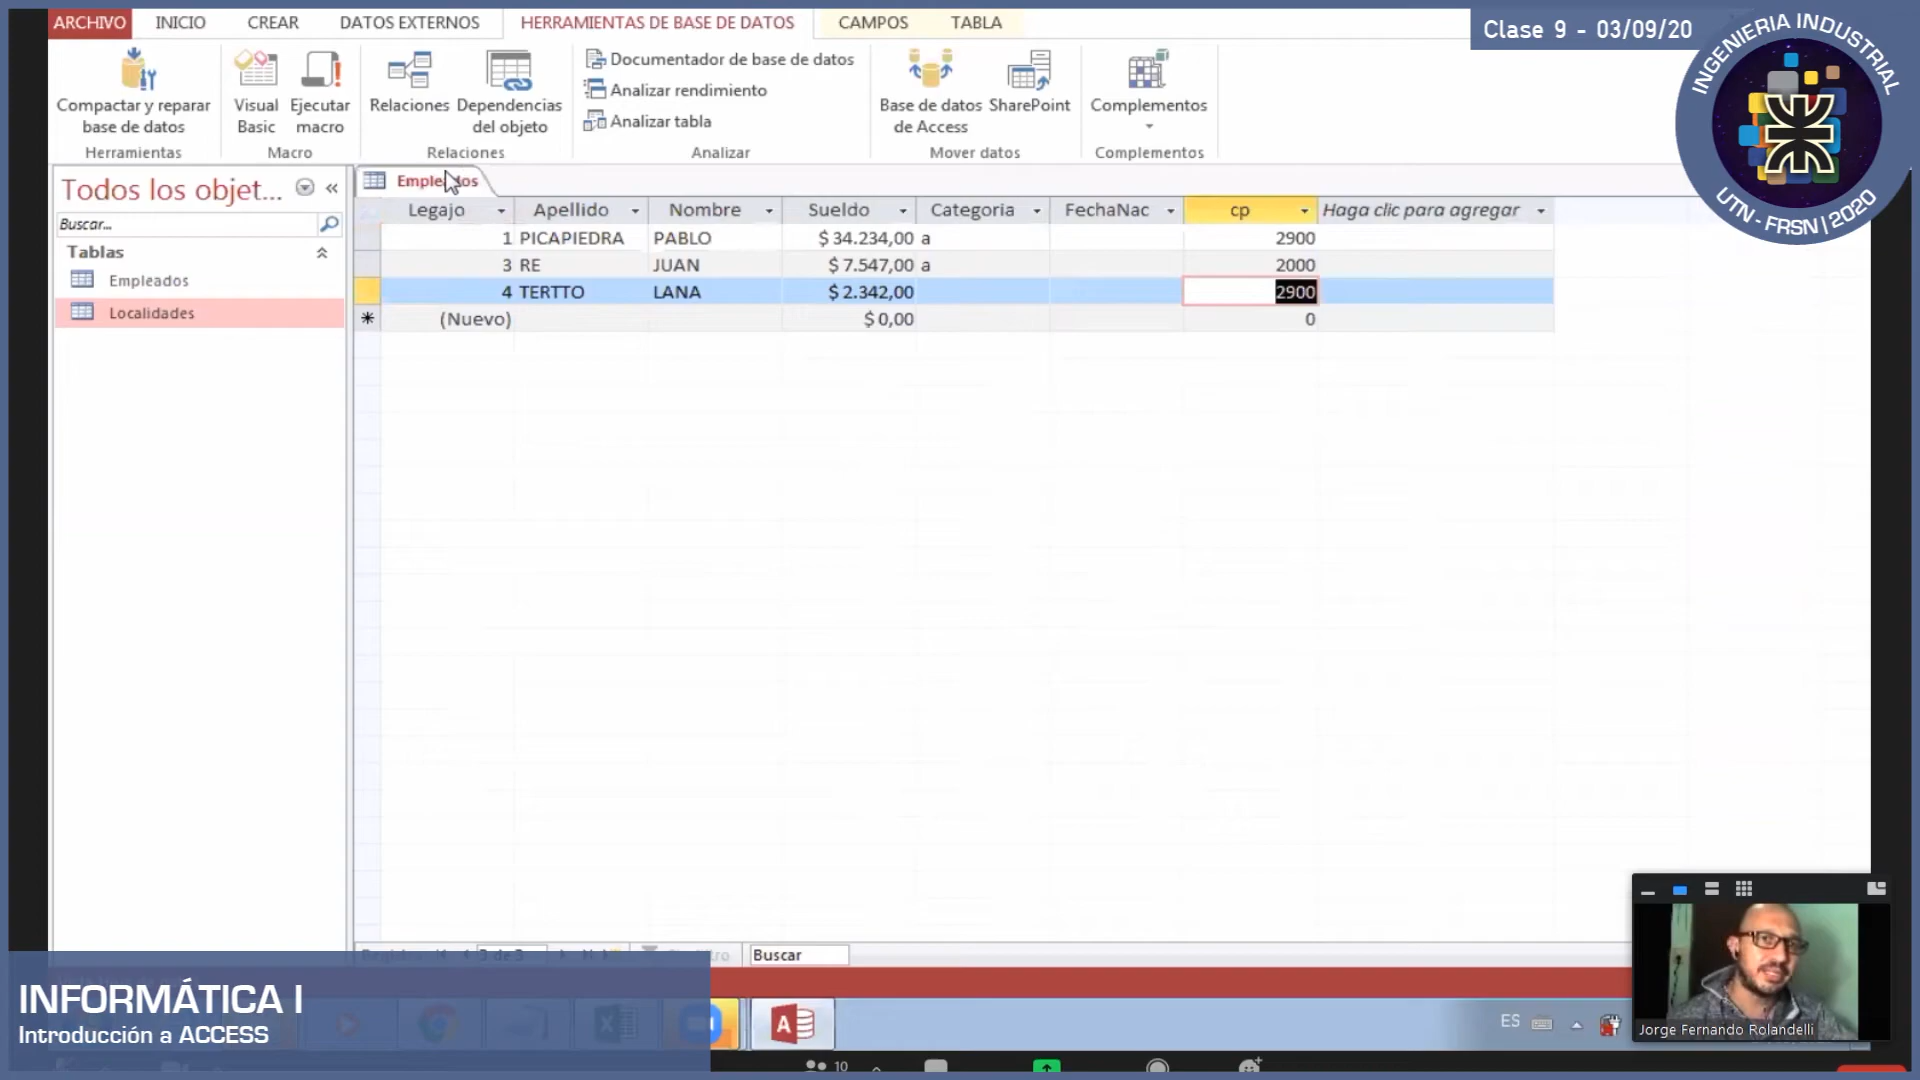 ARCHIVO INICIO CREAR DATOS EXTERNOS HERRAMIENTAS DE BASE DE DATOS CAMPOS TABLA
Clase 9 - 03/09/20
INGENIERIA INDUSTRIAL
UTN - FRSN | 2020
Compactar y reparar base de datos
Visual Basic
Ejecutar macro
Relaciones
Dependencias del objeto
Documentador de base de datos
Analizar rendimiento
Analizar tabla
Base de datos de Access
SharePoint
Complementos
Herramientas Macro Relaciones Analizar Mover datos Complementos
Todos los objet... «
Buscar...
Tablas
Empleados
Localidades
Empleados
Legajo Apellido Nombre Sueldo Categoria FechaNac cp Haga clic para agregar
1 PICAPIEDRA PABLO $ 34.234,00 a 2900
3 RE JUAN $ 7.547,00 a 2000
4 TERTTO LANA $ 2.342,00 2900
* (Nuevo) $ 0,00 0
3 de 3 Buscar
INFORMÁTICA I
Introducción a ACCESS
ES
Jorge Fernando Rolandelli
10